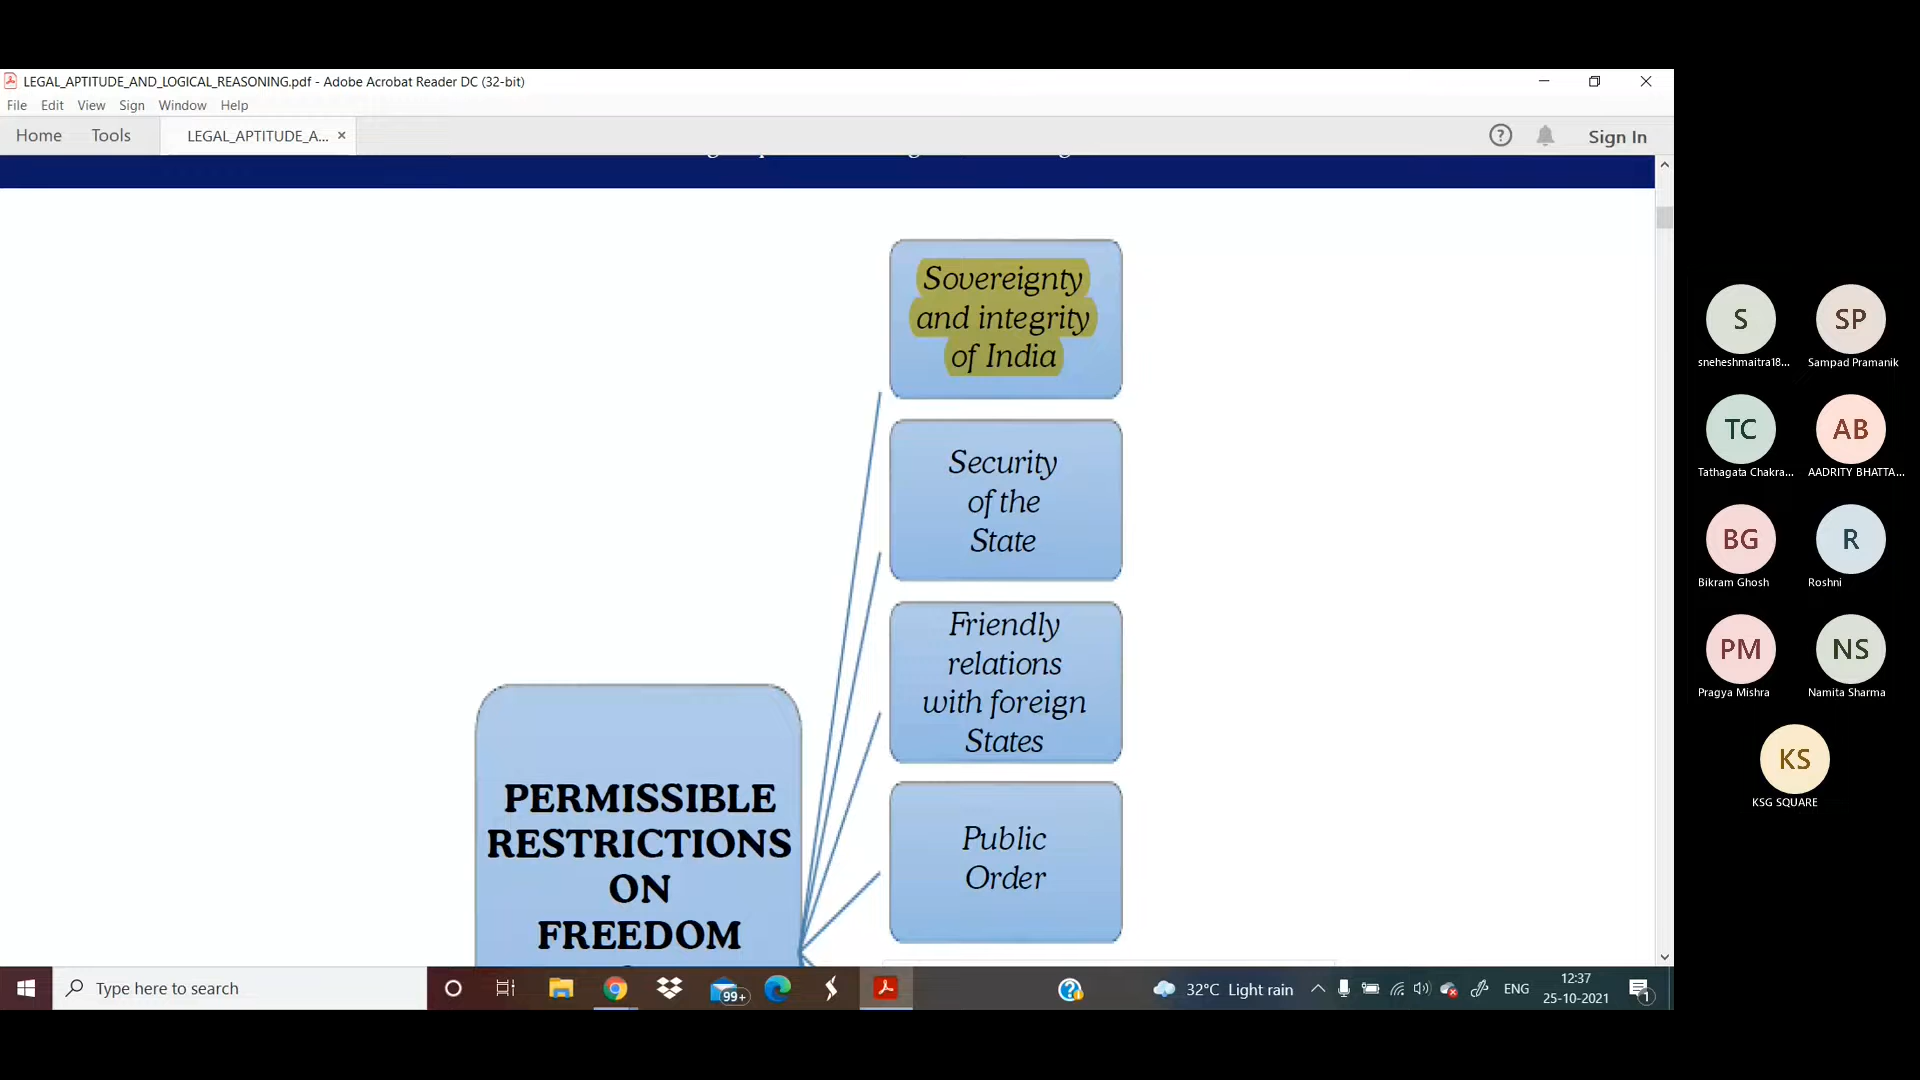 LEGAL_APTITUDE_AND_LOGICAL_REASONING.pdf - Adobe Acrobat Reader DC (32-bit)
File Edit View Sign Window Help
Home Tools LEGAL_APTITUDE_A... × Sign In
Sovereignty
and integrity
of India
Security
of the
State
Friendly
relations
with foreign
States
Public
Order
PERMISSIBLE
RESTRICTIONS
ON
FREEDOM
S
sneheshmaitra18...
SP
Sampad Pramanik
TC
Tathagata Chakra...
AB
AADRITY BHATTA...
BG
Bikram Ghosh
R
Roshni
PM
Pragya Mishra
NS
Namita Sharma
KS
KSG SQUARE
Type here to search
99+
32°C Light rain
ENG
12:37
25-10-2021
1